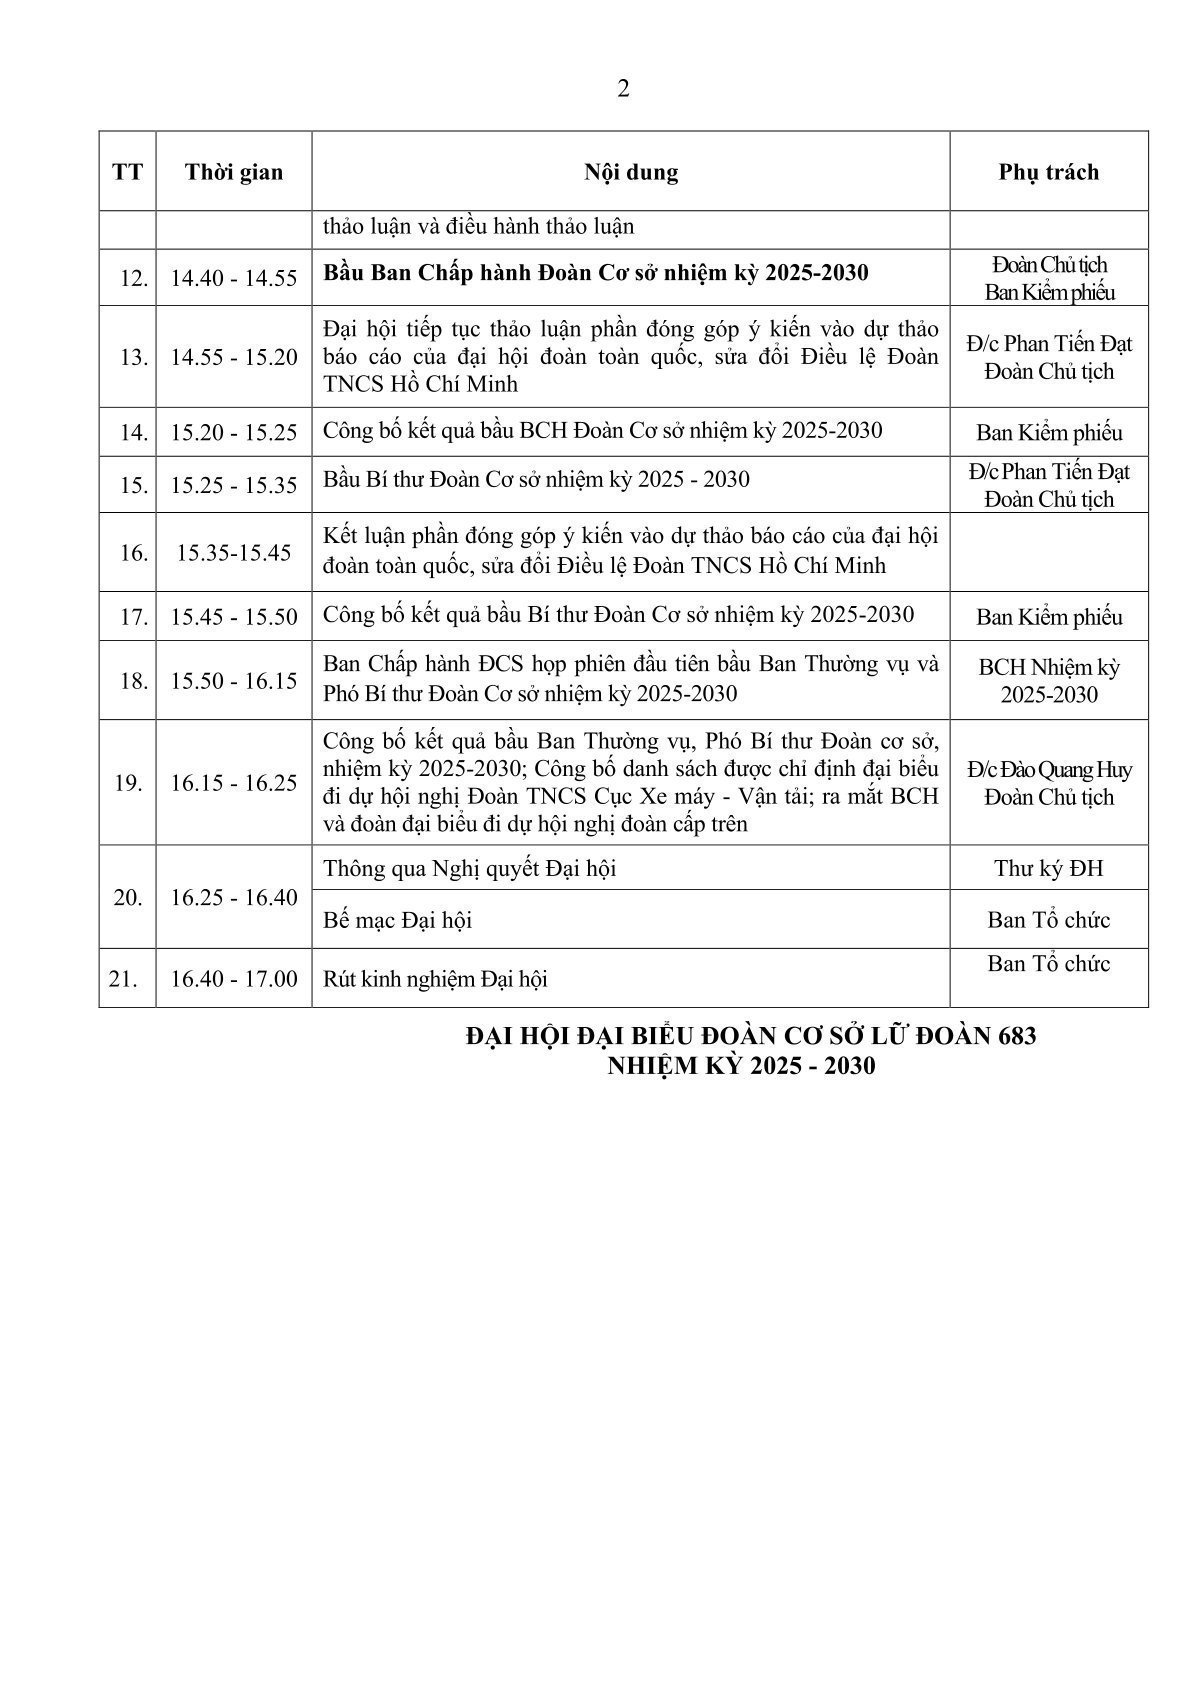 2
TT Thời gian Nội dung Phụ trách
thảo luận và điều hành thảo luận
12. 14.40 - 14.55 Bầu Ban Chấp hành Đoàn Cơ sở nhiệm kỳ 2025-2030 Đoàn Chủ tịch
Ban Kiểm phiếu
13. 14.55 - 15.20 Đại hội tiếp tục thảo luận phần đóng góp ý kiến vào dự thảo
báo cáo của đại hội đoàn toàn quốc, sửa đổi Điều lệ Đoàn
TNCS Hồ Chí Minh
Đ/c Phan Tiến Đạt
Đoàn Chủ tịch
14. 15.20 - 15.25 Công bố kết quả bầu BCH Đoàn Cơ sở nhiệm kỳ 2025-2030 Ban Kiểm phiếu
15. 15.25 - 15.35 Bầu Bí thư Đoàn Cơ sở nhiệm kỳ 2025 - 2030 Đ/c Phan Tiến Đạt
Đoàn Chủ tịch
16. 15.35-15.45 Kết luận phần đóng góp ý kiến vào dự thảo báo cáo của đại hội
đoàn toàn quốc, sửa đổi Điều lệ Đoàn TNCS Hồ Chí Minh
17. 15.45 - 15.50 Công bố kết quả bầu Bí thư Đoàn Cơ sở nhiệm kỳ 2025-2030 Ban Kiểm phiếu
18. 15.50 - 16.15 Ban Chấp hành ĐCS họp phiên đầu tiên bầu Ban Thường vụ và
Phó Bí thư Đoàn Cơ sở nhiệm kỳ 2025-2030
BCH Nhiệm kỳ
2025-2030
19. 16.15 - 16.25 Công bố kết quả bầu Ban Thường vụ, Phó Bí thư Đoàn cơ sở,
nhiệm kỳ 2025-2030; Công bố danh sách được chỉ định đại biểu
đi dự hội nghị Đoàn TNCS Cục Xe máy - Vận tải; ra mắt BCH
và đoàn đại biểu đi dự hội nghị đoàn cấp trên
Đ/c Đào Quang Huy
Đoàn Chủ tịch
20. 16.25 - 16.40 Thông qua Nghị quyết Đại hội Thư ký ĐH
Bế mạc Đại hội Ban Tổ chức
21. 16.40 - 17.00 Rút kinh nghiệm Đại hội Ban Tổ chức
ĐẠI HỘI ĐẠI BIỂU ĐOÀN CƠ SỞ LỮ ĐOÀN 683
NHIỆM KỲ 2025 - 2030